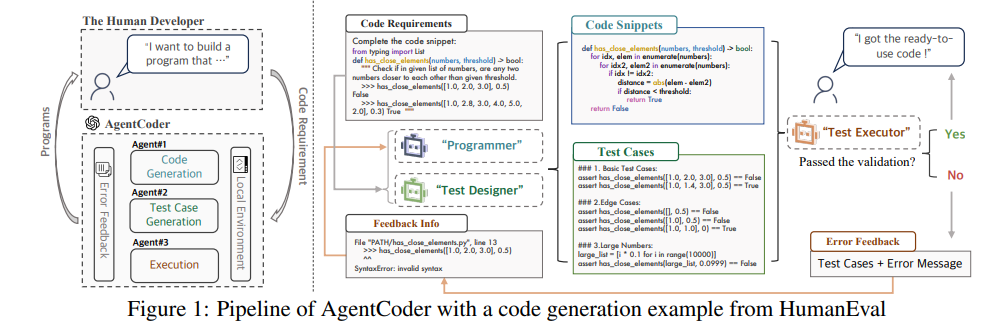 The Human Developer
"I want to build a
program that ⋯"
Programs
Code Requirement
AgentCoder
Agent#1
Code
Generation
Agent#2
Test Case
Generation
Agent#3
Execution
Error Feedback
Local Environment
Code Requirements
Complete the code snippet:
from typing import List
def has_close_elements(numbers, threshold) -> bool:
""" Check if in given list of numbers, are any two
numbers closer to each other than given threshold.
>>> has_close_elements([1.0, 2.0, 3.0], 0.5)
False
>>> has_close_elements([1.0, 2.8, 3.0, 4.0, 5.0,
2.0], 0.3) True """
"Programmer"
"Test Designer"
Feedback Info
File "PATH/has_close_elements.py", line 13
>>> has_close_elements([1.0, 2.0, 3.0], 0.5)
^^
SyntaxError: invalid syntax
Code Snippets
def has_close_elements(numbers, threshold) -> bool:
for idx, elem in enumerate(numbers):
for idx2, elem2 in enumerate(numbers):
if idx != idx2:
distance = abs(elem - elem2)
if distance < threshold:
return True
return False
Test Cases
### 1. Basic Test Cases:
assert has_close_elements([1.0, 2.0, 3.0], 0.5) == False
assert has_close_elements([1.0, 1.4, 3.0], 0.5) == True
### 2.Edge Cases:
assert has_close_elements([], 0.5) == False
assert has_close_elements([1.0], 0.5) == False
assert has_close_elements([1.0, 1.0], 0) == True
### 3.Large Numbers:
large_list = [i * 0.1 for i in range(10000)]
assert has_close_elements(large_list, 0.0999) == False
"I got the ready-to-
use code !"
"Test Executor"
Yes
Passed the validation?
No
Error Feedback
Test Cases + Error Message
Figure 1: Pipeline of AgentCoder with a code generation example from HumanEval